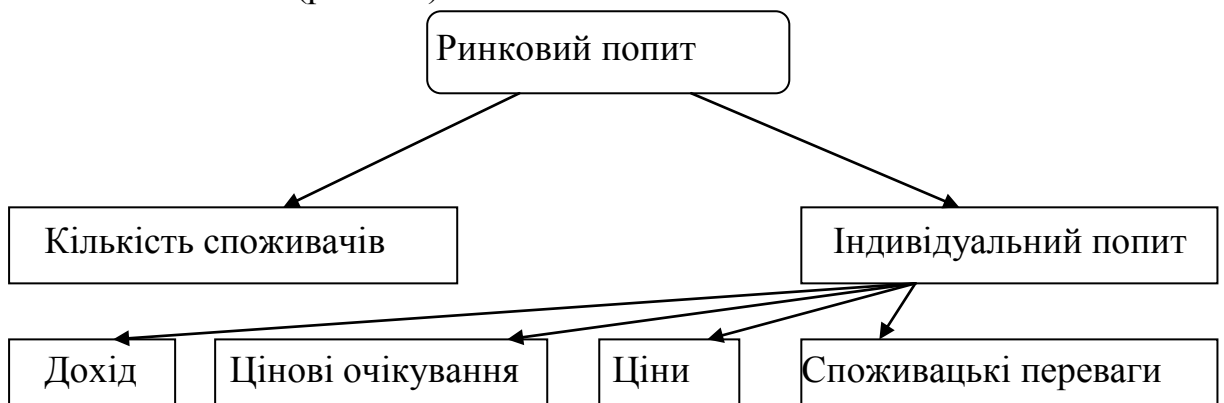 Ринковий попит
Кількість споживачів
Індивідуальний попит
Дохід
Цінові очікування
Ціни
Споживацькі переваги